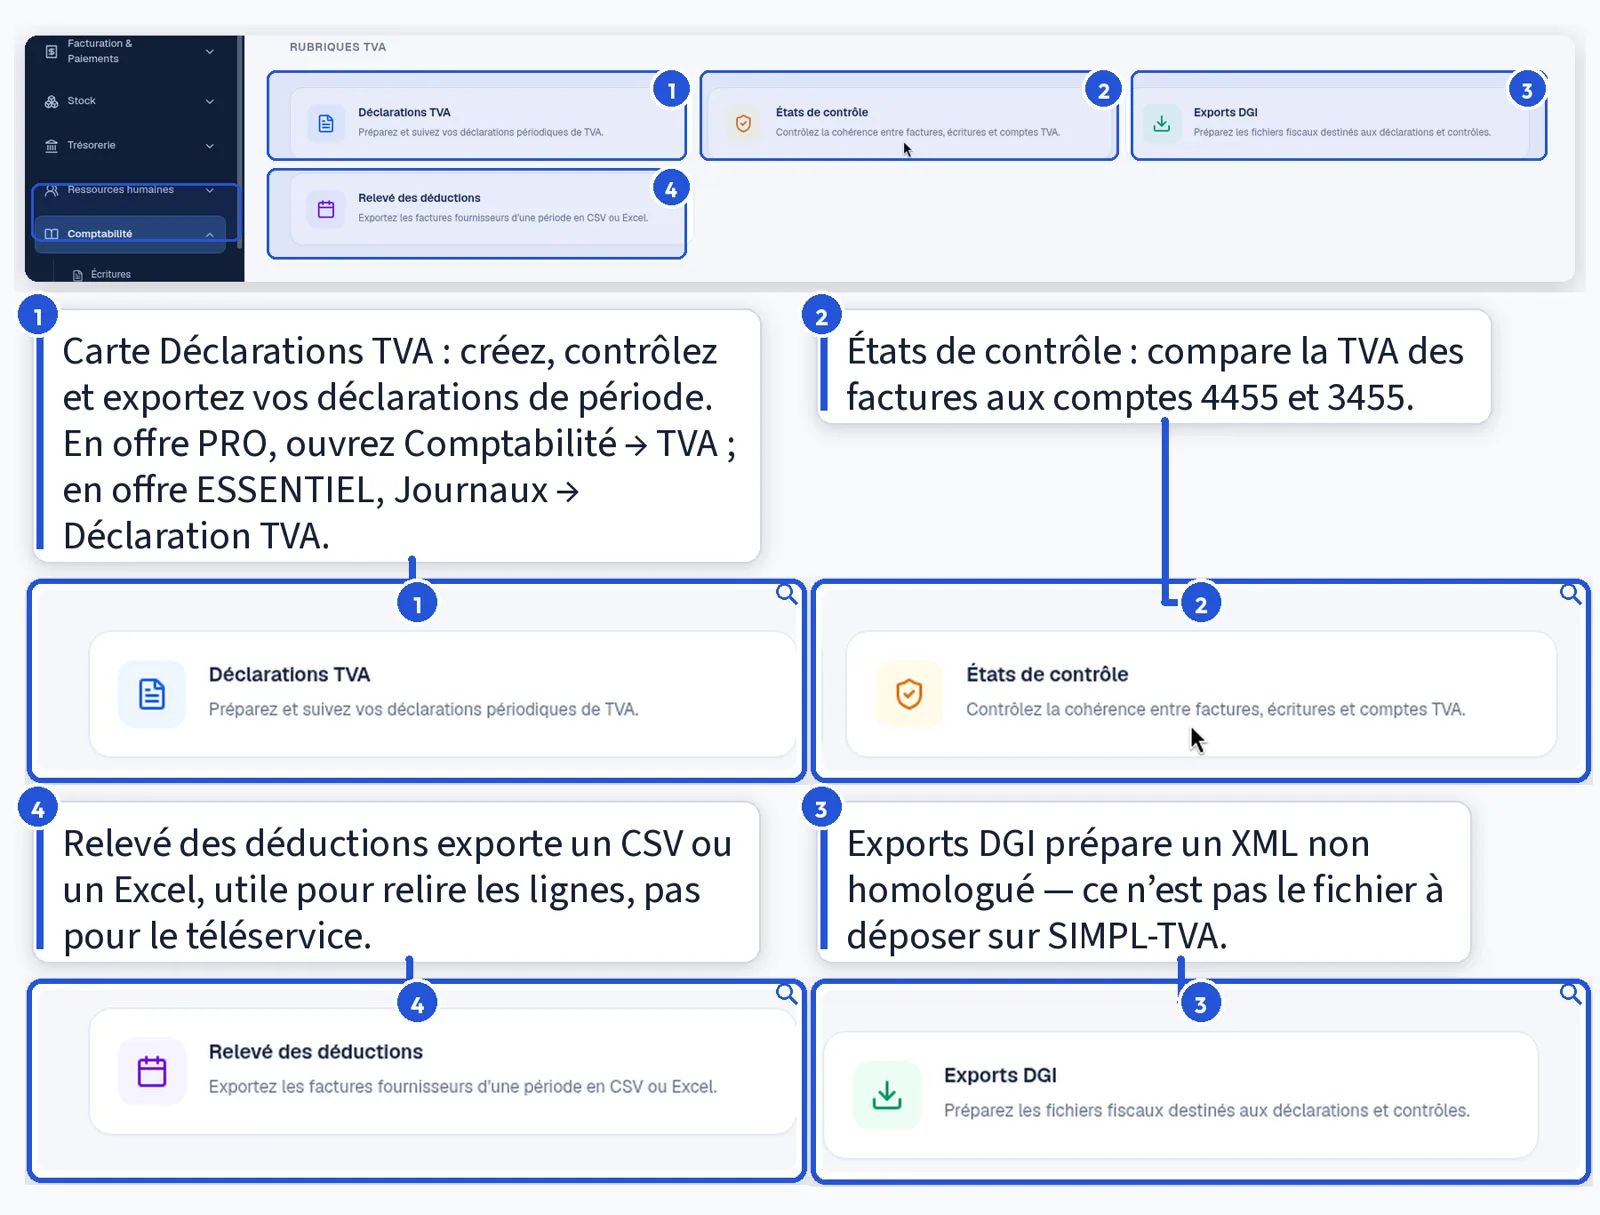 Facturation &
Paiements
Stock
Trésorerie
Ressources humaines
Comptabilité
Écritures
RUBRIQUES TVA
1
Déclarations TVA
Préparez et suivez vos déclarations périodiques de TVA.
2
États de contrôle
Contrôlez la cohérence entre factures, écritures et comptes TVA.
3
Exports DGI
Préparez les fichiers fiscaux destinés aux déclarations et contrôles.
4
Relevé des déductions
Exportez les factures fournisseurs d'une période en CSV ou Excel.
1
Carte Déclarations TVA : créez, contrôlez
et exportez vos déclarations de période.
En offre PRO, ouvrez Comptabilité → TVA ;
en offre ESSENTIEL, Journaux →
Déclaration TVA.
2
États de contrôle : compare la TVA des
factures aux comptes 4455 et 3455.
1
Déclarations TVA
Préparez et suivez vos déclarations périodiques de TVA.
2
États de contrôle
Contrôlez la cohérence entre factures, écritures et comptes TVA.
4
Relevé des déductions exporte un CSV ou
un Excel, utile pour relire les lignes, pas
pour le téléservice.
3
Exports DGI prépare un XML non
homologué — ce n’est pas le fichier à
déposer sur SIMPL-TVA.
4
Relevé des déductions
Exportez les factures fournisseurs d'une période en CSV ou Excel.
3
Exports DGI
Préparez les fichiers fiscaux destinés aux déclarations et contrôles.